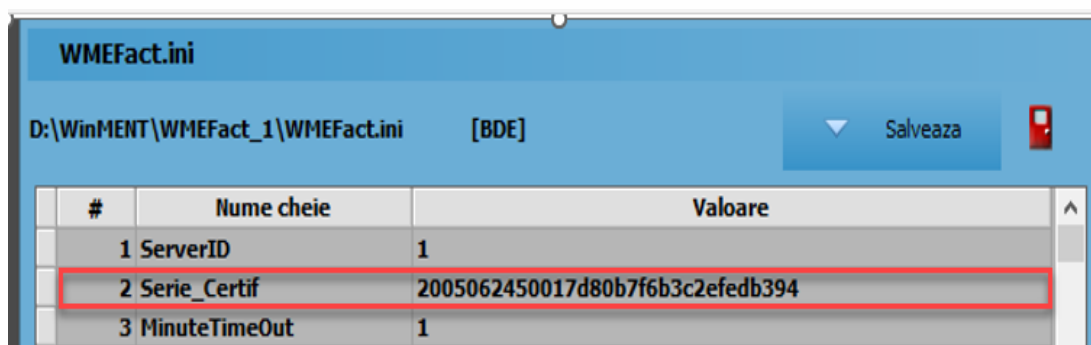 WMEFact.ini
D:\WinMENT\WMEFact_1\WMEFact.ini [BDE] Salveaza
# Nume cheie Valoare
1 ServerID 1
2 Serie_Certif 2005062450017d80b7f6b3c2efedb394
3 MinuteTimeOut 1